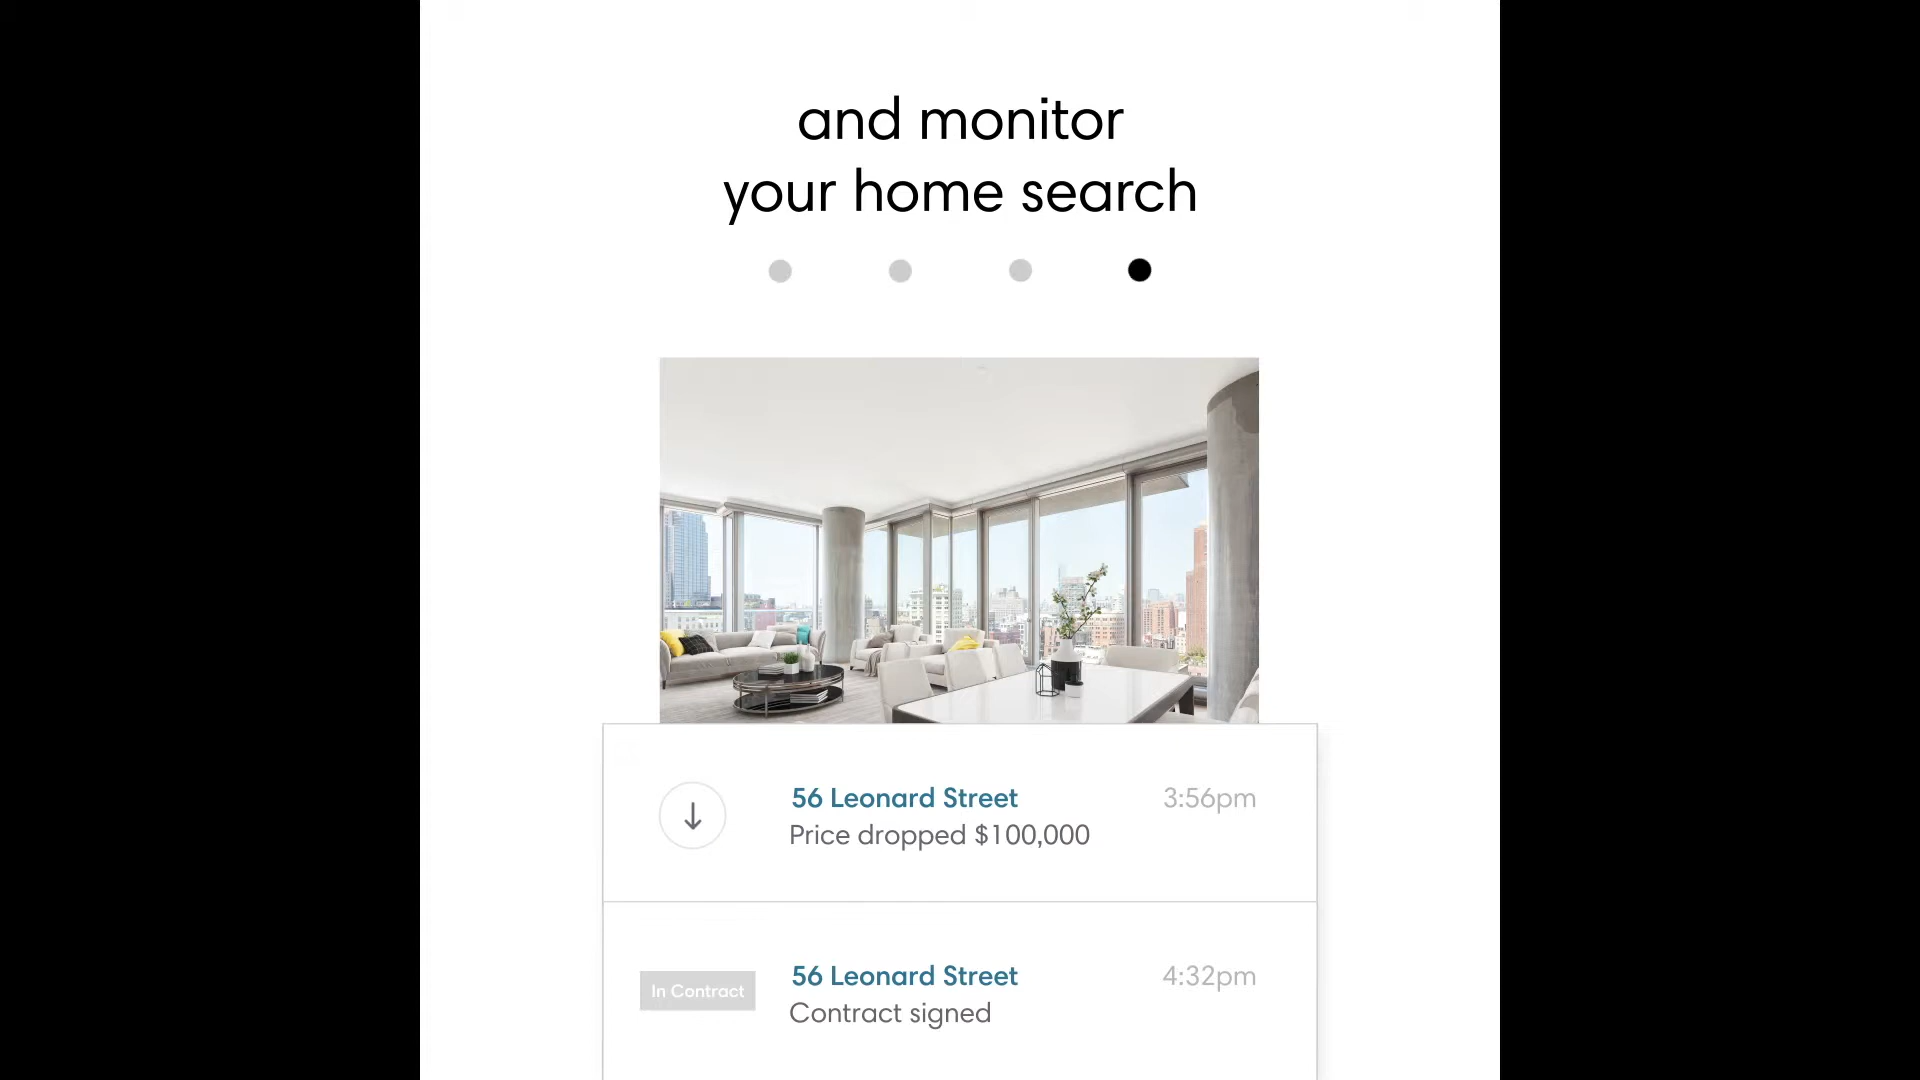 and monitor
your home search
56 Leonard Street
3:56pm
Price dropped $100,000
In Contract
56 Leonard Street
4:32pm
Contract signed